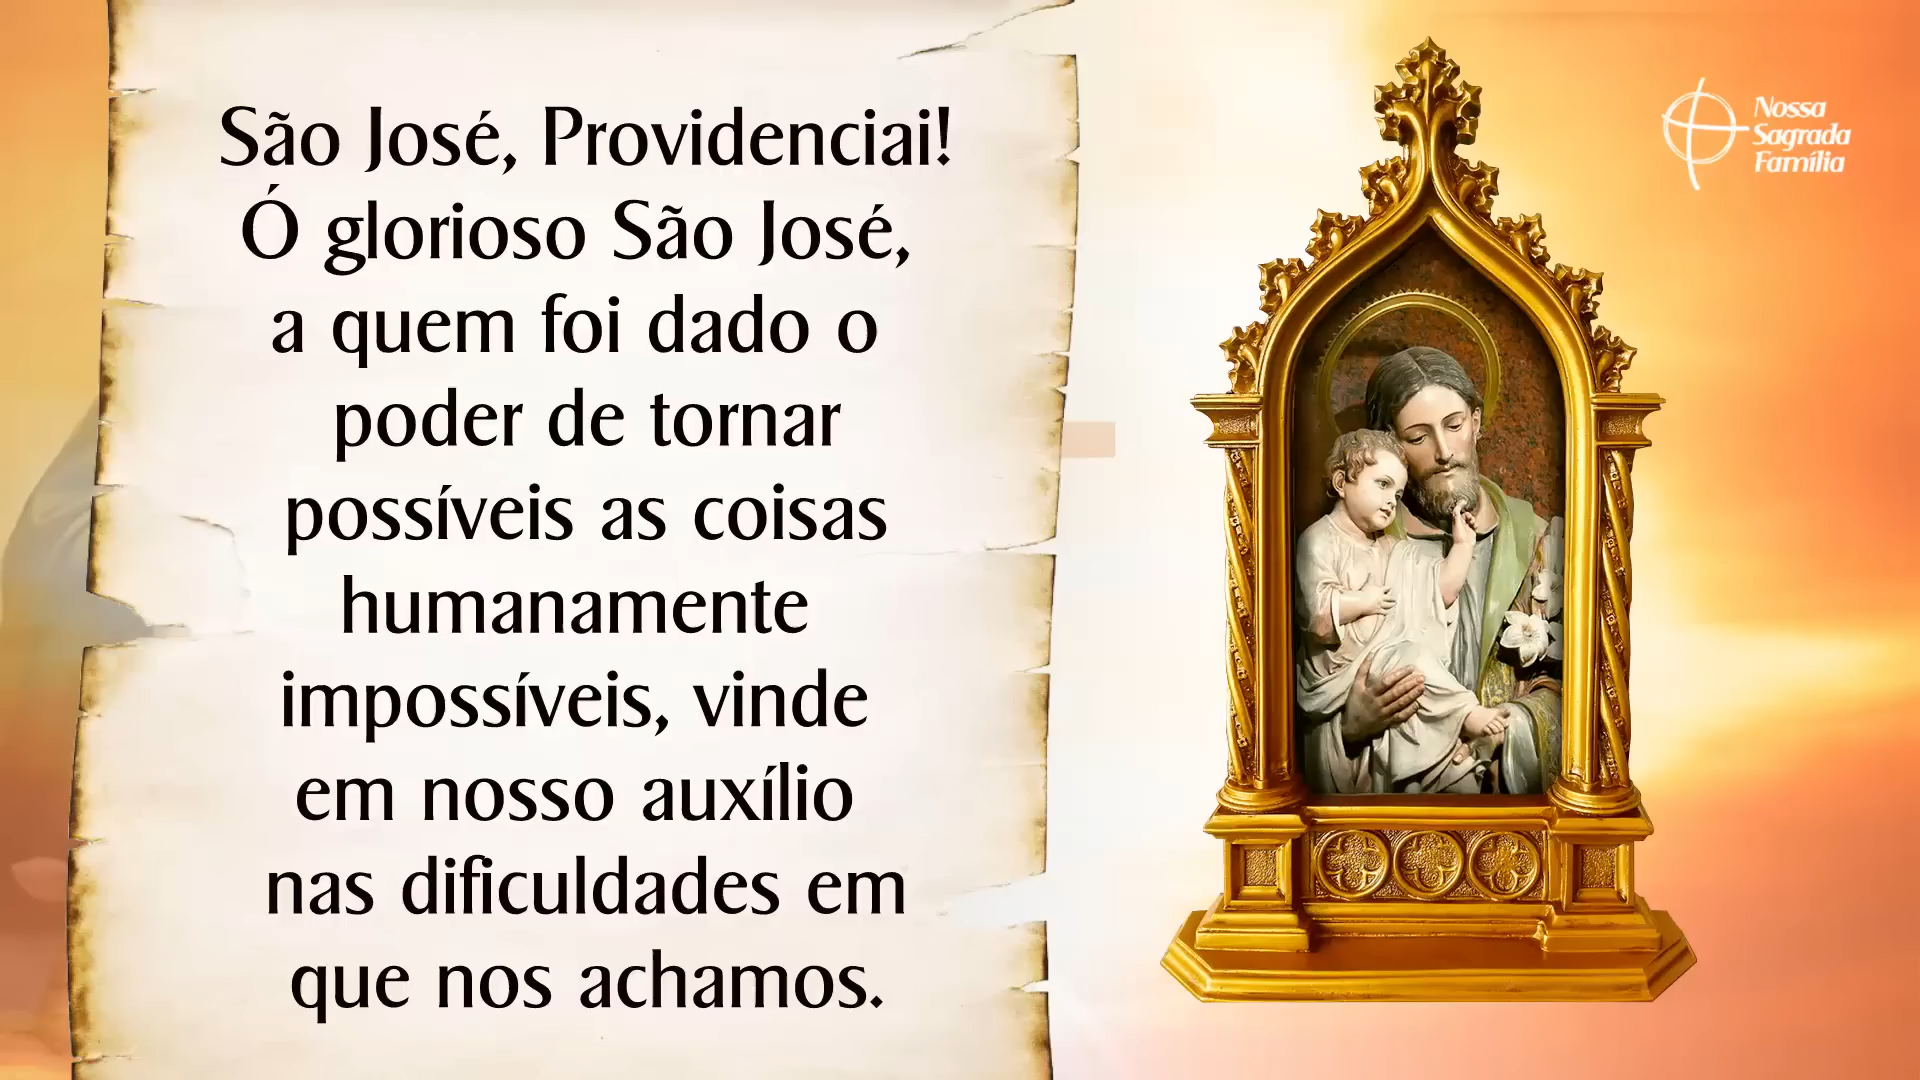 São José, Providenciai!
Ó glorioso São José,
a quem foi dado o
poder de tornar
possíveis as coisas
humanamente
impossíveis, vinde
em nosso auxílio
nas dificuldades em
que nos achamos.
Nossa
Sagrada
Família